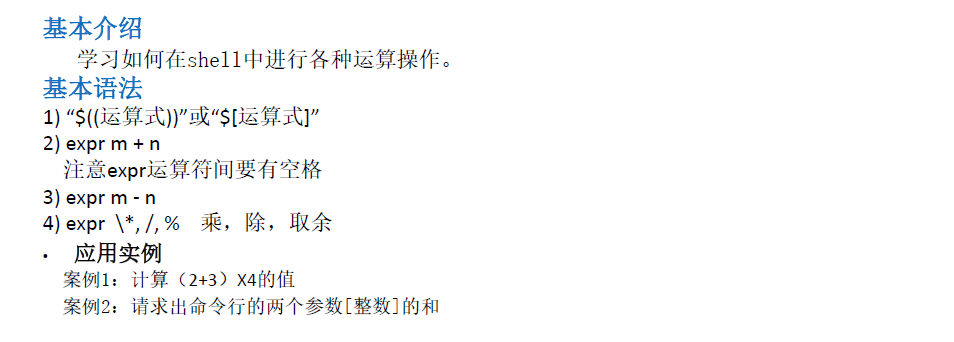 基本介绍
学习如何在shell中进行各种运算操作。
基本语法
1) “$((运算式))”或“$[运算式]”
2) expr m + n
注意expr运算符间要有空格
3) expr m - n
4) expr \*, /, % 乘，除，取余
• 应用实例
案例1：计算（2+3）X4的值
案例2：请求出命令行的两个参数[整数]的和